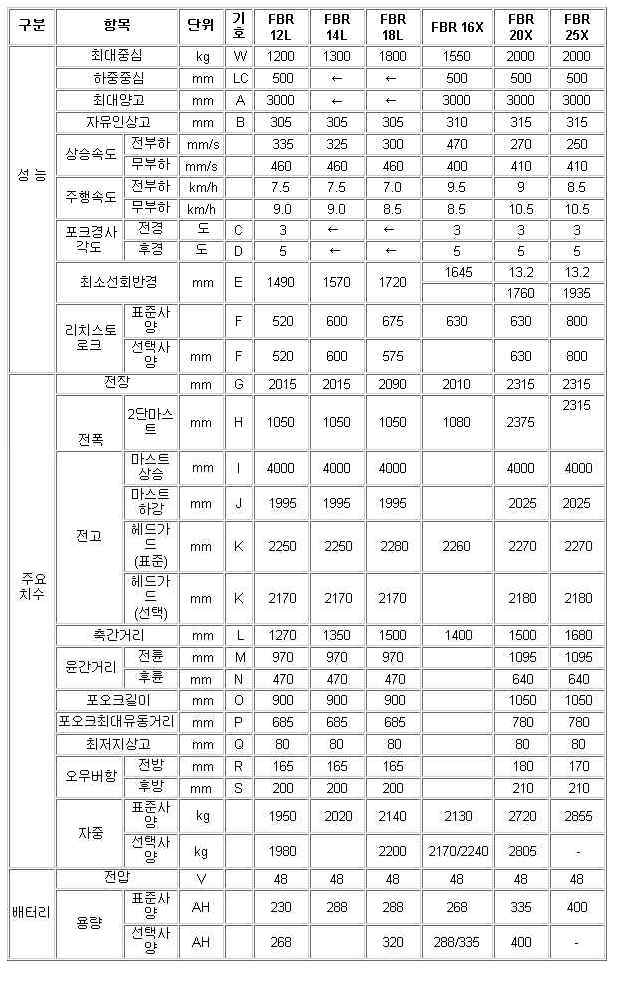 구분 항목 단위 기호 FBR 12L FBR 14L FBR 18L FBR 16X FBR 20X FBR 25X
성 능 최대중심 kg W 1200 1300 1800 1550 2000 2000
하중중심 mm LC 500 ← ← 500 500 500
최대양고 mm A 3000 ← ← 3000 3000 3000
자유인상고 mm B 305 305 305 310 315 315
상승속도 전부하 mm/s 335 325 300 470 270 250
무부하 mm/s 460 460 460 400 410 410
주행속도 전부하 km/h 7.5 7.5 7.0 9.5 9 8.5
무부하 km/h 9.0 9.0 8.5 8.5 10.5 10.5
포크경사각도 전경 도 C 3 ← ← 3 3 3
후경 도 D 5 ← ← 5 5 5
최소선회반경 mm E 1490 1570 1720 1645 13.2 13.2
1760 1935
리치스토로크 표준사양 F 520 600 675 630 630 800
선택사양 mm F 520 600 575 630 800
주요치수 전장 mm G 2015 2015 2090 2010 2315 2315
전폭 2단마스트 mm H 1050 1050 1050 1080 2375 2315
전고 마스트상승 mm I 4000 4000 4000 4000 4000
마스트하강 mm J 1995 1995 1995 2025 2025
헤드가드(표준) mm K 2250 2250 2280 2260 2270 2270
헤드가드(선택) mm K 2170 2170 2170 2180 2180
축간거리 mm L 1270 1350 1500 1400 1500 1680
윤간거리 전륜 mm M 970 970 970 1095 1095
후륜 mm N 470 470 470 640 640
포오크길이 mm O 900 900 900 1050 1050
포오크최대유동거리 mm P 685 685 685 780 780
최저지상고 mm Q 80 80 80 80 80
오무버항 전방 mm R 165 165 165 180 170
후방 mm S 200 200 200 210 210
자중 표준사양 kg 1950 2020 2140 2130 2720 2855
선택사양 kg 1980 2200 2170/2240 2805 -
배터리 전압 V 48 48 48 48 48 48
용량 표준사양 AH 230 288 288 268 335 400
선택사양 AH 268 320 288/335 400 -